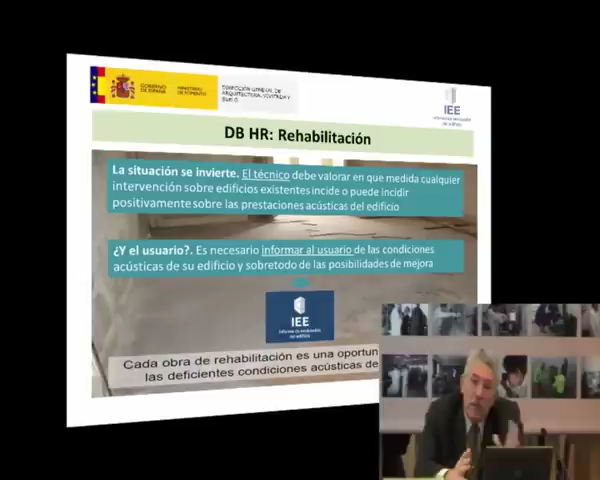 GOBIERNO DE ESPAÑA
MINISTERIO DE FOMENTO
DIRECCIÓN GENERAL DE
ARQUITECTURA, VIVIENDA Y
SUELO
IEE
DB HR: Rehabilitación
La situación se invierte. El técnico debe valorar en que medida cualquier
intervención sobre edificios existentes incide o puede incidir
positivamente sobre las prestaciones acústicas del edificio
¿Y el usuario?. Es necesario informar al usuario de las condiciones
acústicas de su edificio y sobretodo de las posibilidades de mejora
IEE
Cada obra de rehabilitación es una oportun
las deficientes condiciones acústicas de